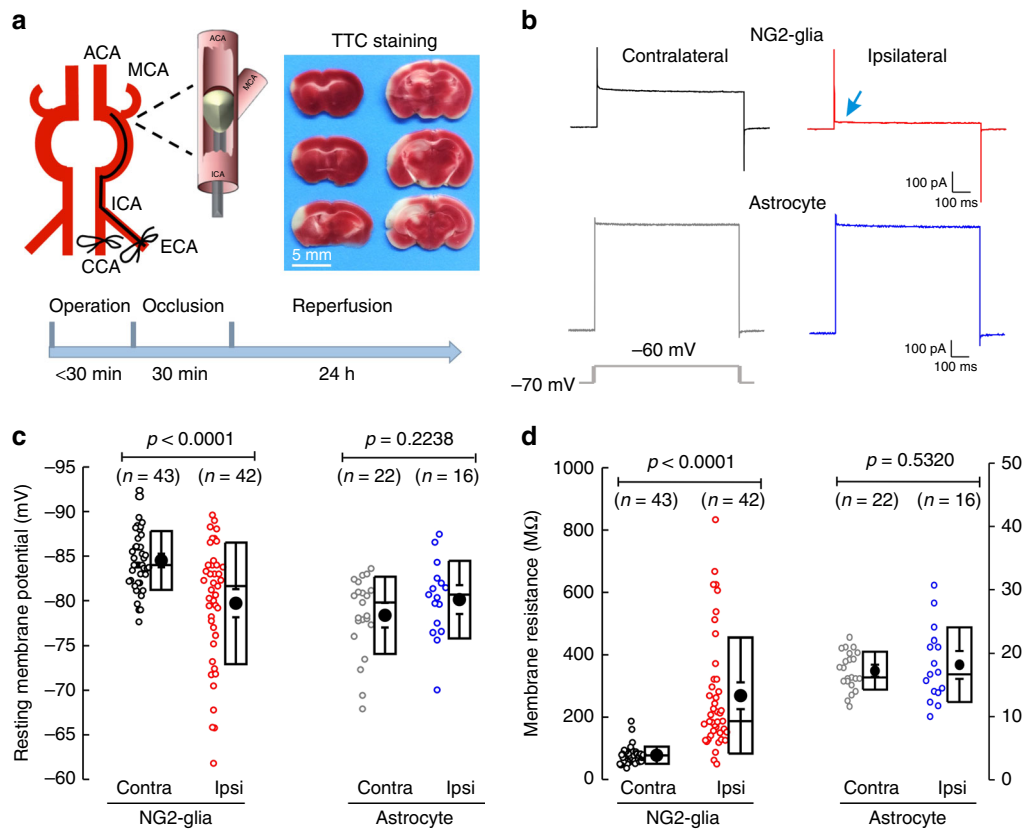 a
TTC staining
ACA
MCA
ACA
MCA
ICA
ICA
ECA
CCA
5 mm
Operation Occlusion Reperfusion
<30 min 30 min 24 h
b
NG2-glia
Contralateral Ipsilateral
100 pA
100 ms
Astrocyte
100 pA
100 ms
–60 mV
–70 mV
c
p < 0.0001 p = 0.2238
(n = 43) (n = 42) (n = 22) (n = 16)
Resting membrane potential (mV)
–95
–90
–85
–80
–75
–70
–65
–60
Contra Ipsi Contra Ipsi
NG2-glia Astrocyte
d
p < 0.0001 p = 0.5320
(n = 43) (n = 42) (n = 22) (n = 16)
Membrane resistance (MΩ)
1000
800
600
400
200
0
50
40
30
20
10
0
Contra Ipsi Contra Ipsi
NG2-glia Astrocyte